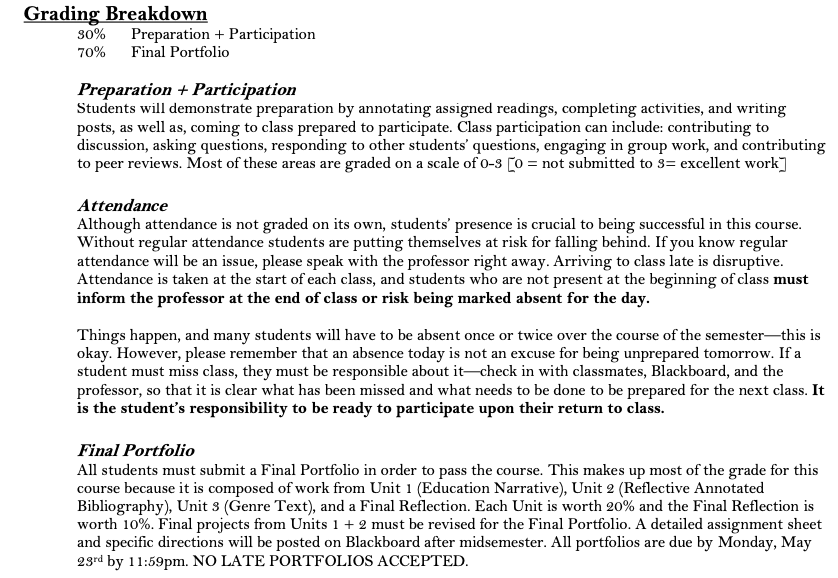 Grading Breakdown
30% Preparation + Participation
70% Final Portfolio
Preparation + Participation
Students will demonstrate preparation by annotating assigned readings, completing activities, and writing
posts, as well as, coming to class prepared to participate. Class participation can include: contributing to
discussion, asking questions, responding to other students' questions, engaging in group work, and contributing
to peer reviews. Most of these areas are graded on a scale of 0-3 [0 = not submitted to 3= excellent work]
Attendance
Although attendance is not graded on its own, students' presence is crucial to being successful in this course.
Without regular attendance students are putting themselves at risk for falling behind. If you know regular
attendance will be an issue, please speak with the professor right away. Arriving to class late is disruptive.
Attendance is taken at the start of each class, and students who are not present at the beginning of class must
inform the professor at the end of class or risk being marked absent for the day.
Things happen, and many students will have to be absent once or twice over the course of the semester—this is
okay. However, please remember that an absence today is not an excuse for being unprepared tomorrow. If a
student must miss class, they must be responsible about it—check in with classmates, Blackboard, and the
professor, so that it is clear what has been missed and what needs to be done to be prepared for the next class. It
is the student's responsibility to be ready to participate upon their return to class.
Final Portfolio
All students must submit a Final Portfolio in order to pass the course. This makes up most of the grade for this
course because it is composed of work from Unit 1 (Education Narrative), Unit 2 (Reflective Annotated
Bibliography), Unit 3 (Genre Text), and a Final Reflection. Each Unit is worth 20% and the Final Reflection is
worth 10%. Final projects from Units 1 + 2 must be revised for the Final Portfolio. A detailed assignment sheet
and specific directions will be posted on Blackboard after midsemester. All portfolios are due by Monday, May
23rd by 11:59pm. NO LATE PORTFOLIOS ACCEPTED.